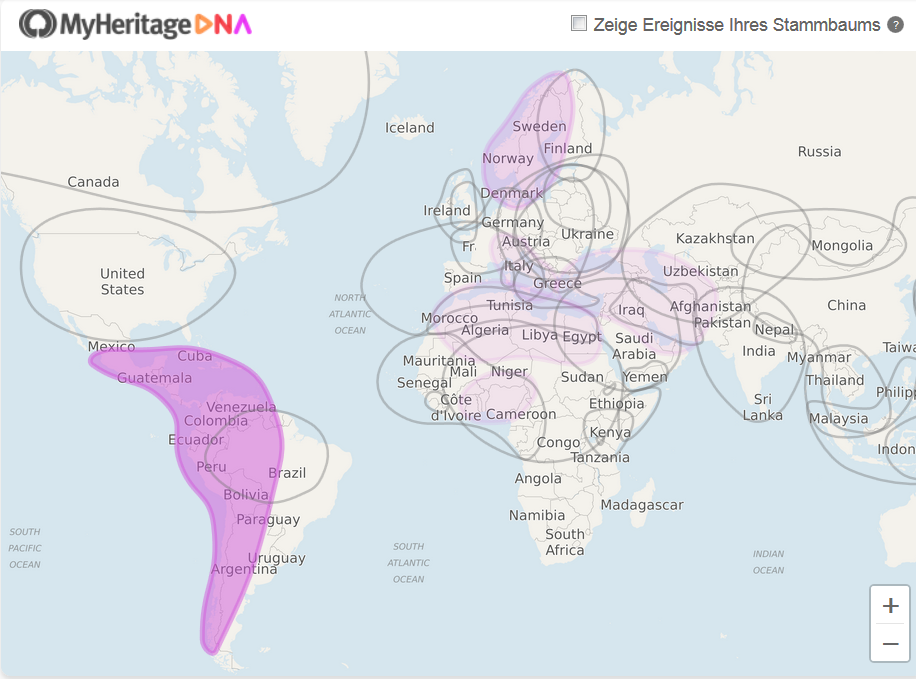 MyHeritage DNA
Zeige Ereignisse Ihres Stammbaums ?
Iceland
Sweden
Finland
Norway
Russia
Canada
Denmark
Ireland
Germany
Ukraine
Austria
Fr.
Kazakhstan
Mongolia
Italy
United
States
Spain
Greece
Uzbekistan
NORTH
ATLANTIC
OCEAN
Morocco
Tunisia
Algeria
Libya
Egypt
Iraq
Afghanistan
Pakistan
China
Nepal
Saudi
Arabia
India
Myanmar
Taiwa
Mexico
Cuba
Guatemala
Mauritania
Mali
Niger
Senegal
Sudan
Yemen
Thailand
Philipp
Côte
d'Ivoire
Cameroon
Ethiopia
Sri
Lanka
Malaysia
Venezuela
Colombia
Ecuador
Kenya
Congo
Tanzania
Indon
Peru
Brazil
Bolivia
Angola
Paraguay
Namibia
Madagascar
South
Africa
SOUTH
PACIFIC
OCEAN
Uruguay
Argentina
SOUTH
ATLANTIC
OCEAN
INDIAN
OCEAN
+
−